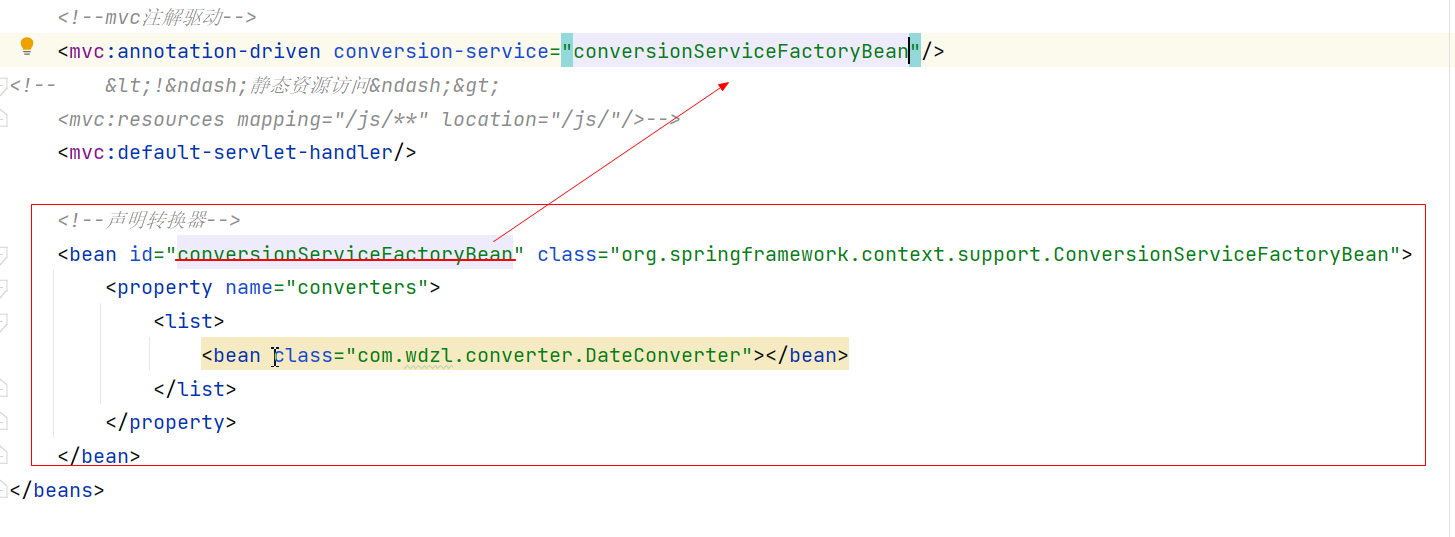 <!--mvc注解驱动-->
<mvc:annotation-driven conversion-service="conversionServiceFactoryBean"/>
<!--    &lt;!&ndash;静态资源访问&ndash;&gt;
<mvc:resources mapping="/js/**" location="/js/"/>-->
<mvc:default-servlet-handler/>
<!--声明转换器-->
<bean id="conversionServiceFactoryBean" class="org.springframework.context.support.ConversionServiceFactoryBean">
<property name="converters">
<list>
<bean class="com.wdzl.converter.DateConverter"></bean>
</list>
</property>
</bean>
</beans>